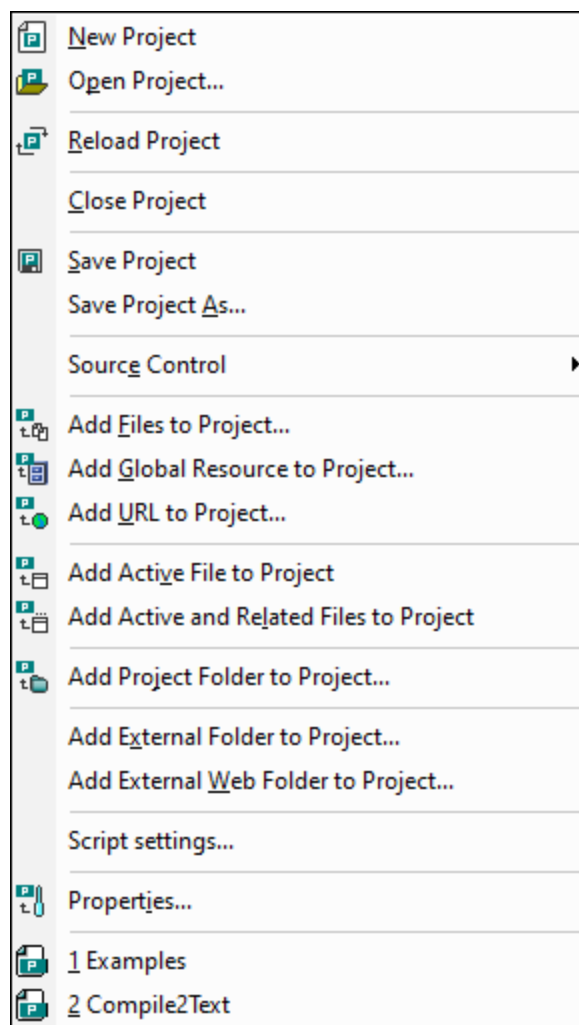 New Project
Open Project...
Reload Project
Close Project
Save Project
Save Project As...
Source Control
Add Files to Project...
Add Global Resource to Project...
Add URL to Project...
Add Active File to Project
Add Active and Related Files to Project
Add Project Folder to Project...
Add External Folder to Project...
Add External Web Folder to Project...
Script settings...
Properties...
1 Examples
2 Compile2Text